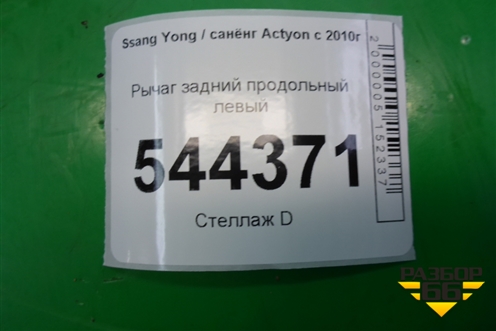 Ssang Yong / санёнг Actyon с 2010г
Рычаг задний продольный
левый
544371
Стеллаж D
2000005152337
РАЗБОР
66